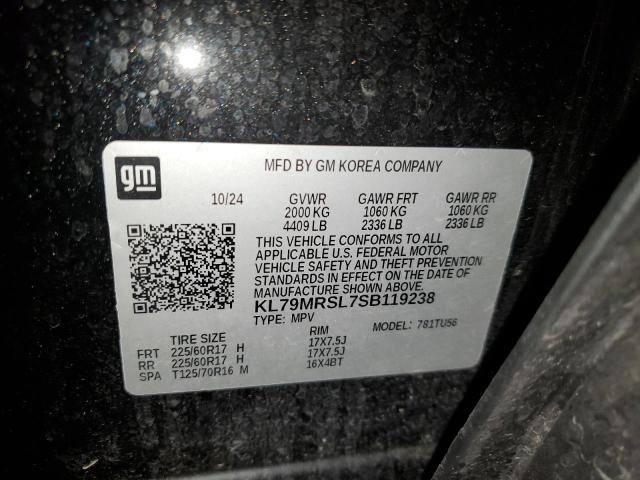 gm
MFD BY GM KOREA COMPANY
10/24 GVWR GAWR FRT GAWR RR
2000 KG 1060 KG 1060 KG
4409 LB 2336 LB 2336 LB
THIS VEHICLE CONFORMS TO ALL
APPLICABLE U.S. FEDERAL MOTOR
VEHICLE SAFETY AND THEFT PREVENTION
STANDARDS IN EFFECT ON THE DATE OF
MANUFACTURE SHOWN ABOVE.
KL79MRSL7SB119238
TYPE: MPV MODEL: 781TU56
TIRE SIZE RIM
FRT 225/60R17 H 17X7.5J
RR 225/60R17 H 17X7.5J
SPA T125/70R16 M 16X4BT